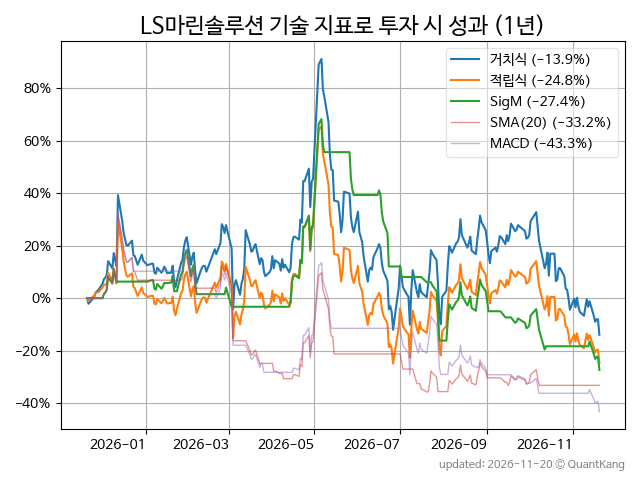 LS마린솔루션 기술 지표로 투자 시 성과 (1년)
거치식 (-13.9%)
적립식 (-24.8%)
SigM (-27.4%)
SMA(20) (-33.2%)
MACD (-43.3%)
80%
60%
40%
20%
0%
-20%
-40%
2026-01 2026-03 2026-05 2026-07 2026-09 2026-11
updated: 2026-11-20 © QuantKang